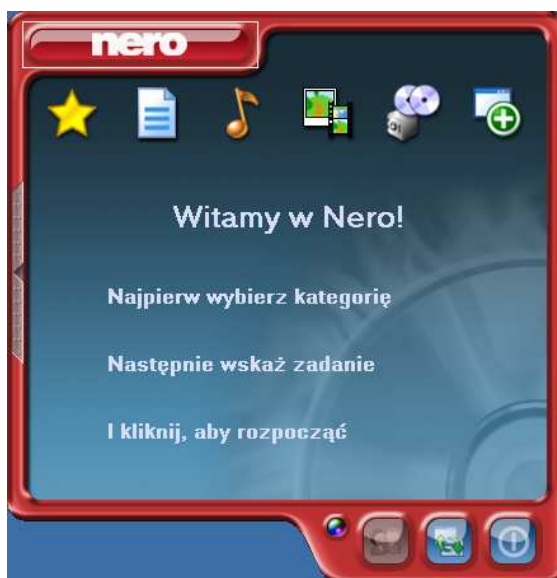 nero
Witamy w Nero!
Najpierw wybierz kategorię
Następnie wskaż zadanie
I kliknij, aby rozpocząć